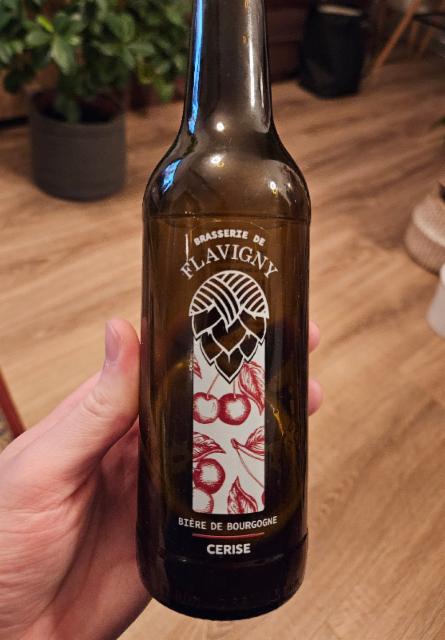 BRASSERIE DE
FLAVIGNY
BIÈRE DE BOURGOGNE
CERISE